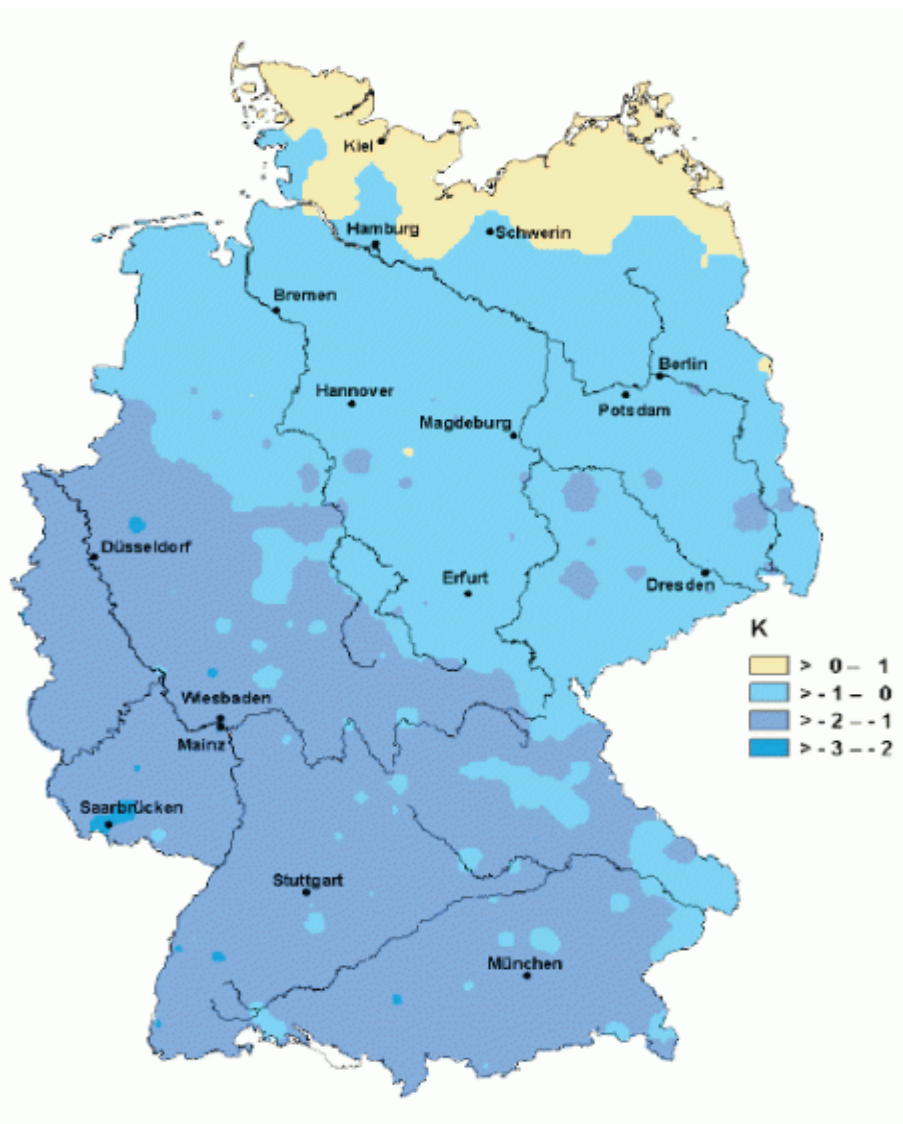 Kiel
Hamburg
Schwerin
Bremen
Berlin
Hannover
Potsdam
Magdeburg
Düsseldorf
Erfurt
Dresden
K
> 0 – 1
> -1 – 0
> -2 – -1
> -3 – -2
Wiesbaden
Mainz
Saarbrücken
Stuttgart
München